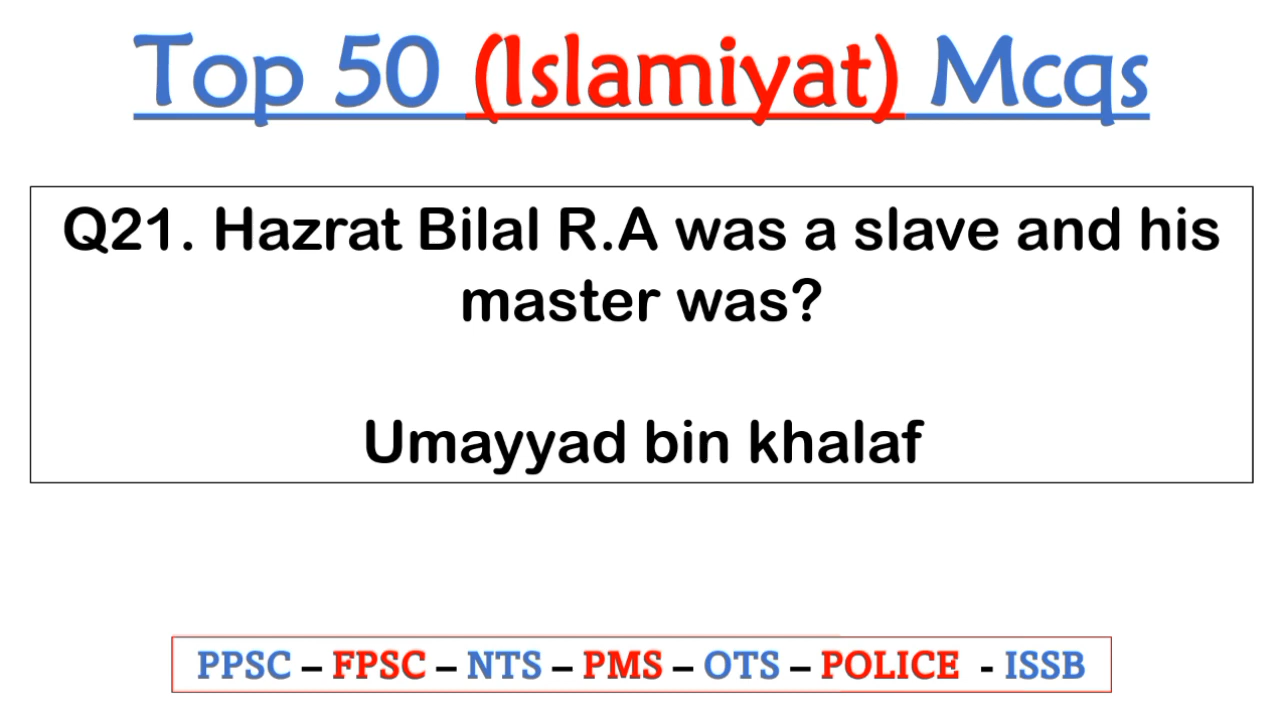 Top 50 (Islamiyat) Mcqs
Q21. Hazrat Bilal R.A was a slave and his
master was?
Umayyad bin khalaf
PPSC – FPSC – NTS – PMS – OTS – POLICE - ISSB